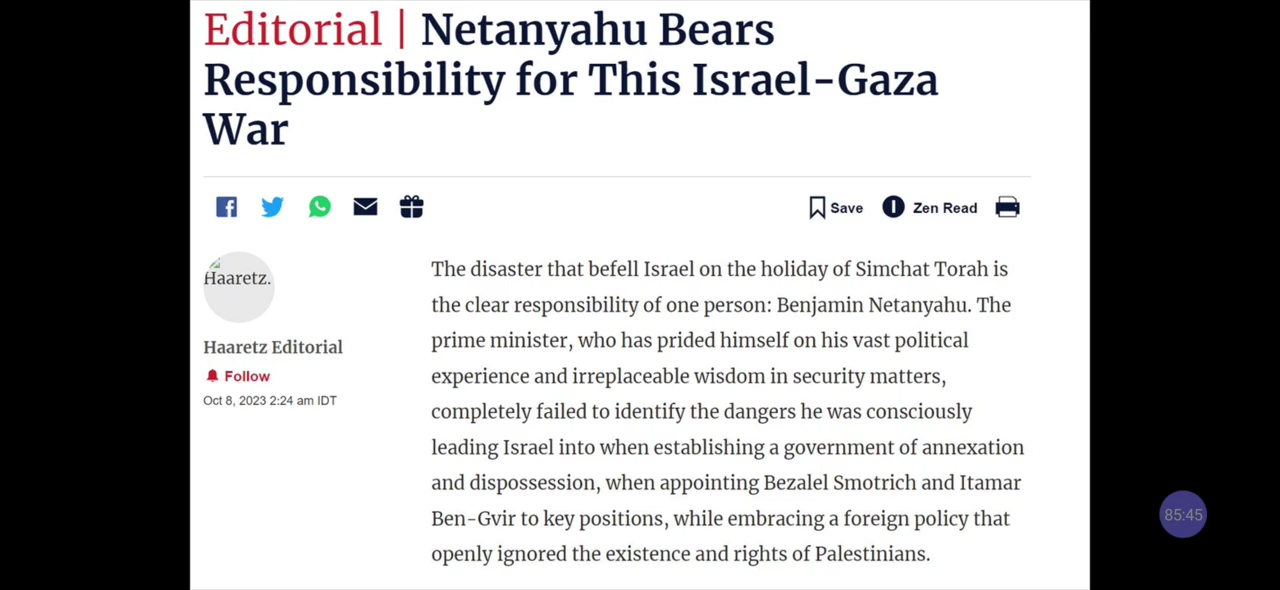 Editorial | Netanyahu Bears
Responsibility for This Israel-Gaza
War
Save
Zen Read
Haaretz.
Haaretz Editorial
Follow
Oct 8, 2023 2:24 am IDT
The disaster that befell Israel on the holiday of Simchat Torah is
the clear responsibility of one person: Benjamin Netanyahu. The
prime minister, who has prided himself on his vast political
experience and irreplaceable wisdom in security matters,
completely failed to identify the dangers he was consciously
leading Israel into when establishing a government of annexation
and dispossession, when appointing Bezalel Smotrich and Itamar
Ben-Gvir to key positions, while embracing a foreign policy that
openly ignored the existence and rights of Palestinians.
85:45